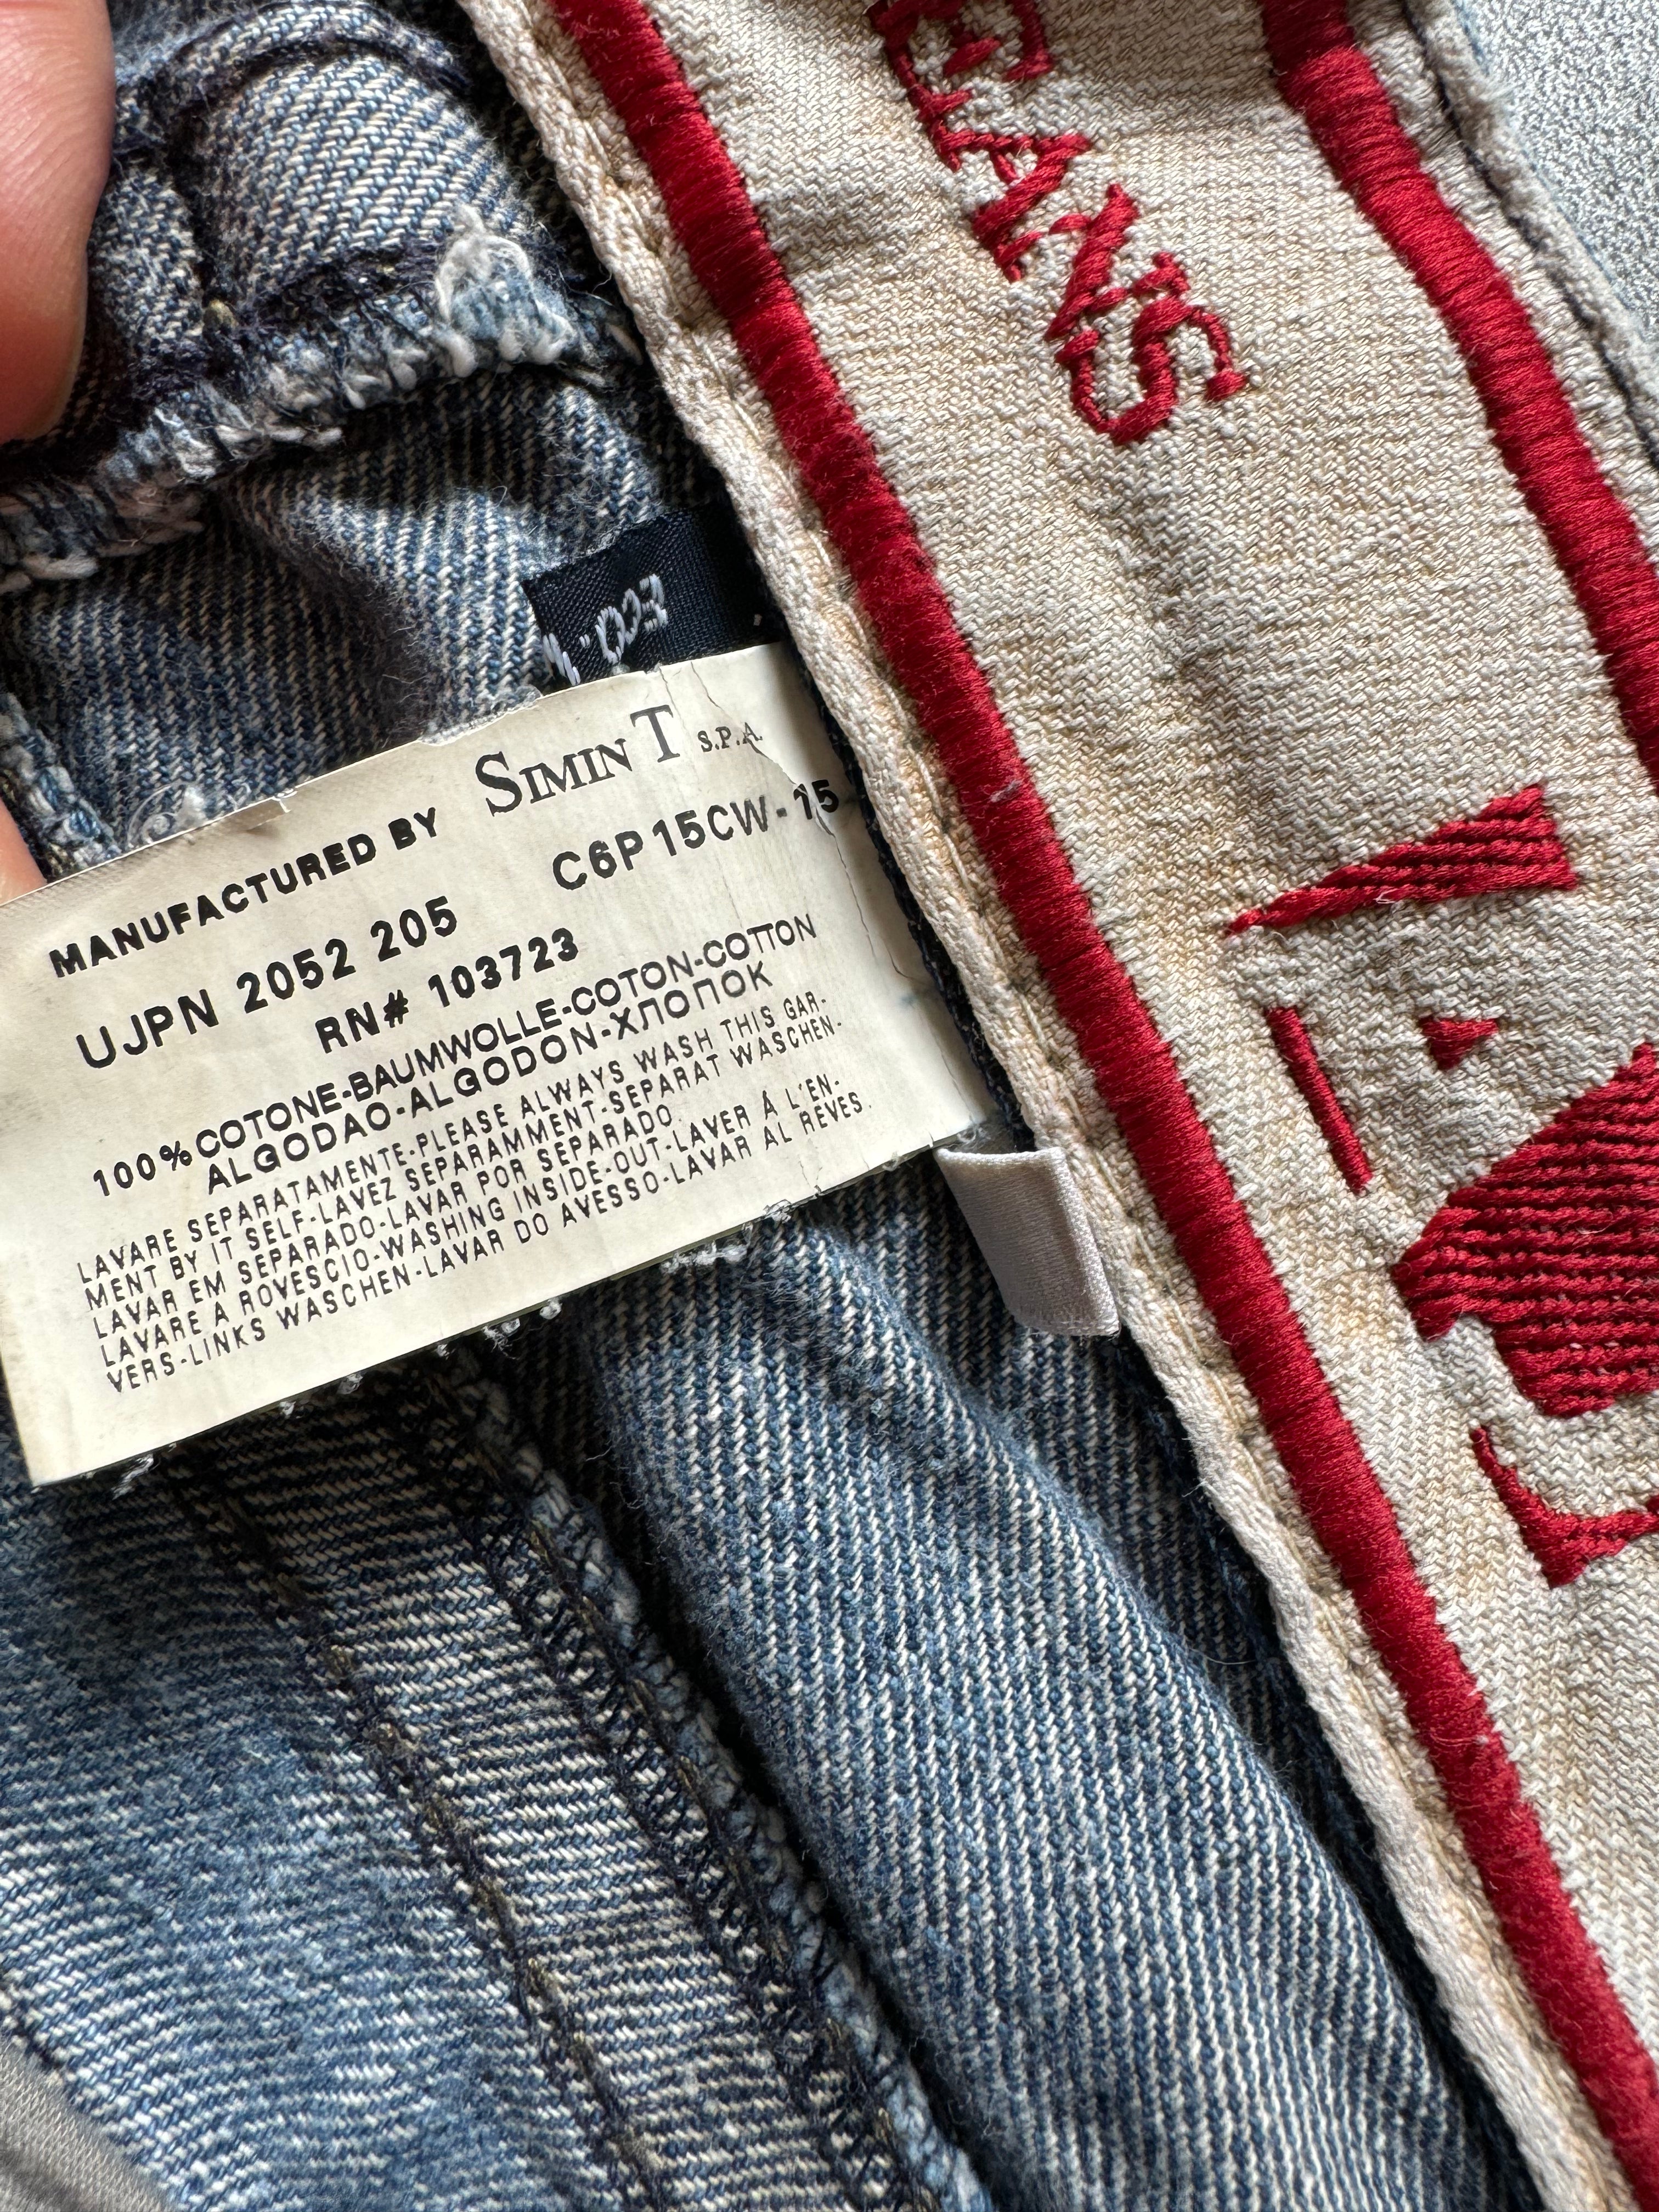 EANS
MANUFACTURED BY SIMIN T S.P.A.
UJPN 2052 205 C6P15CW-15
RN# 103723
100%COTONE-BAUMWOLLE-COTON-COTTON
ALGODAO-ALGODON-ХЛОПОК
LAVARE SEPARATAMENTE-PLEASE ALWAYS WASH THIS GAR-
MENT BY IT SELF-LAVEZ SEPARAMMENT-SEPARAT WASCHEN-
LAVAR EM SEPARADO-LAVAR POR SEPARADO.
LAVARE A ROVESCIO-WASHING INSIDE-OUT-LAVER À L'EN-
VERS-LINKS WASCHEN-LAVAR DO AVESSO-LAVAR AL REVES.